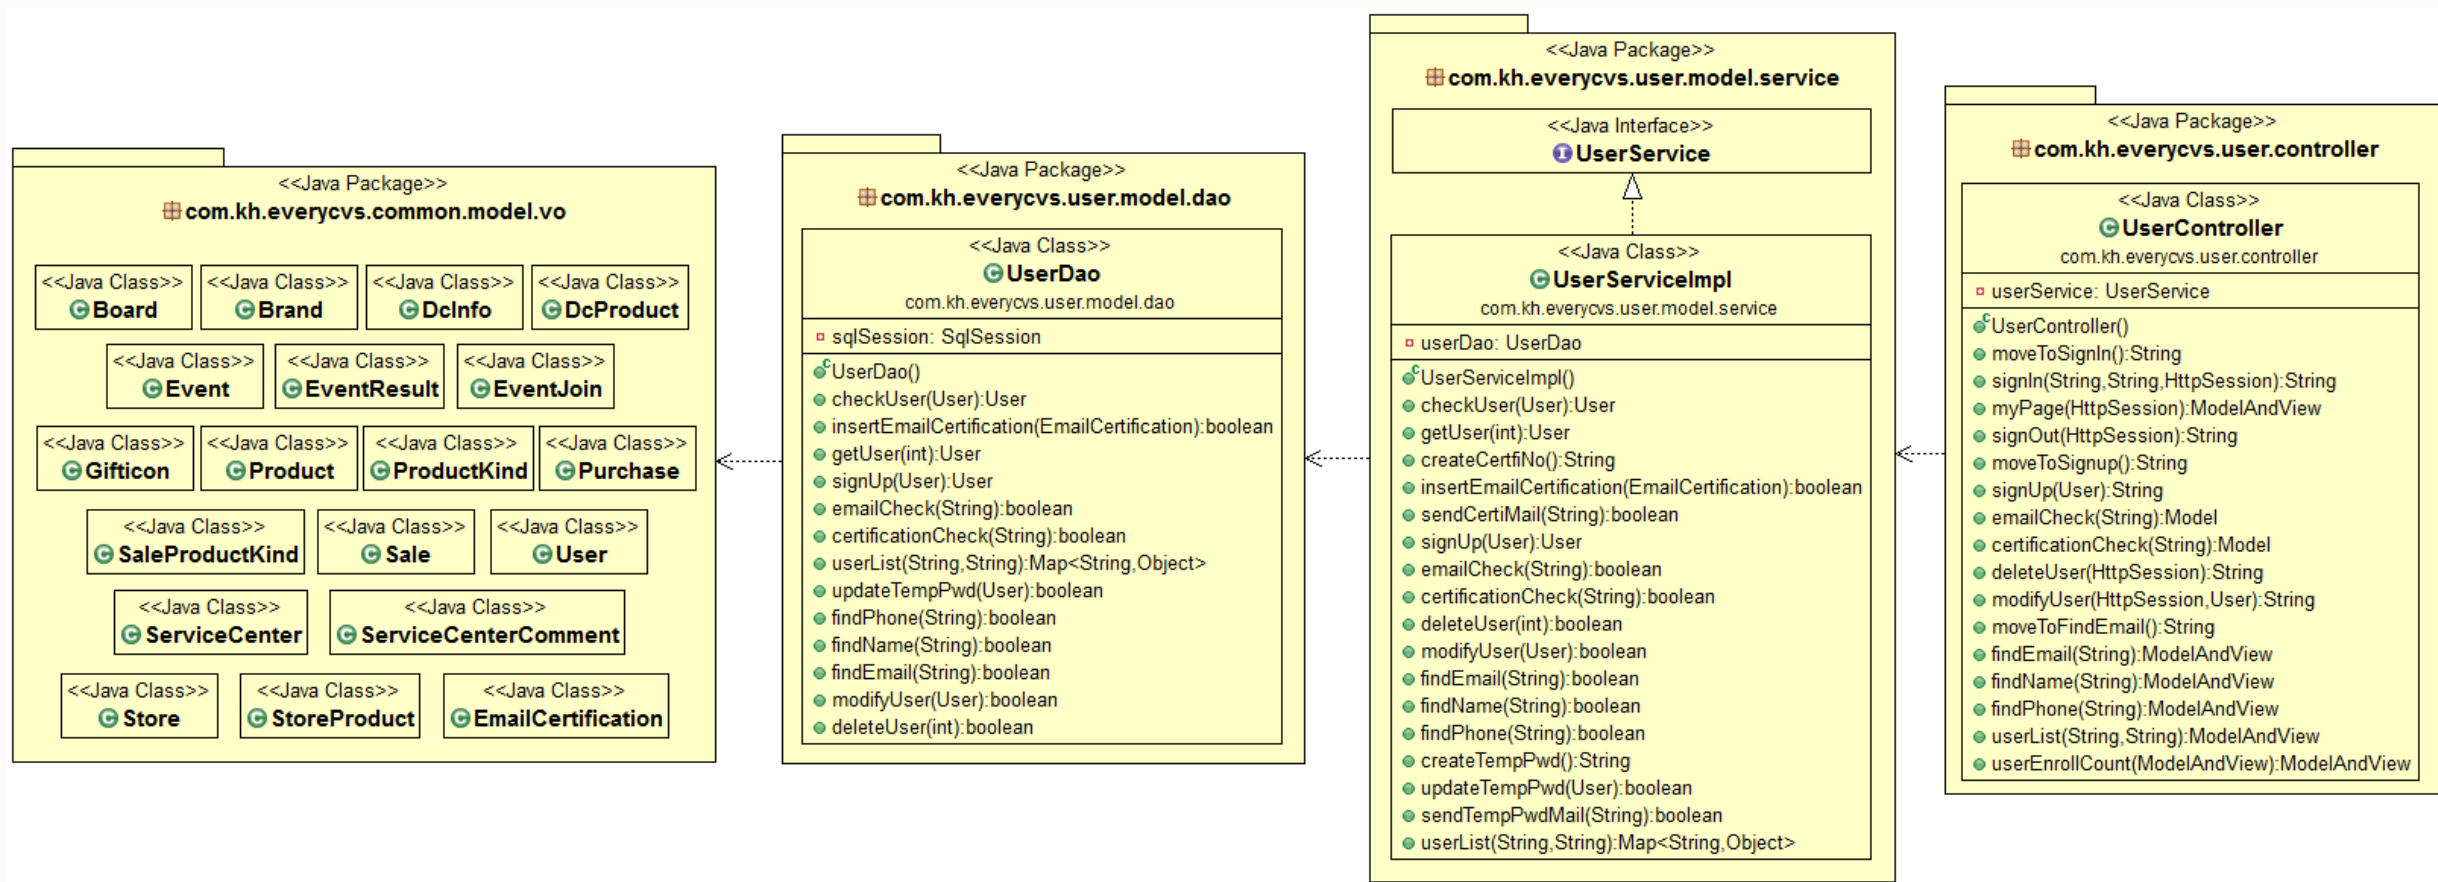 <<Java Package>>
com.kh.everycvs.common.model.vo
<<Java Class>> <<Java Class>> <<Java Class>> <<Java Class>>
Board Brand DcInfo DcProduct
<<Java Class>> <<Java Class>> <<Java Class>>
Event EventResult EventJoin
<<Java Class>> <<Java Class>> <<Java Class>> <<Java Class>>
Gifticon Product ProductKind Purchase
<<Java Class>> <<Java Class>> <<Java Class>>
SaleProductKind Sale User
<<Java Class>> <<Java Class>>
ServiceCenter ServiceCenterComment
<<Java Class>> <<Java Class>> <<Java Class>>
Store StoreProduct EmailCertification
<<Java Package>>
com.kh.everycvs.user.model.dao
<<Java Class>>
UserDao
com.kh.everycvs.user.model.dao
sqlSession: SqlSession
UserDao()
checkUser(User):User
insertEmailCertification(EmailCertification):boolean
getUser(int):User
signUp(User):User
emailCheck(String):boolean
certificationCheck(String):boolean
userList(String,String):Map<String,Object>
updateTempPwd(User):boolean
findPhone(String):boolean
findName(String):boolean
findEmail(String):boolean
modifyUser(User):boolean
deleteUser(int):boolean
<<Java Package>>
com.kh.everycvs.user.model.service
<<Java Interface>>
UserService
<<Java Class>>
UserServiceImpl
com.kh.everycvs.user.model.service
userDao: UserDao
UserServiceImpl()
checkUser(User):User
getUser(int):User
createCertfiNo():String
insertEmailCertification(EmailCertification):boolean
sendCertiMail(String):boolean
signUp(User):User
emailCheck(String):boolean
certificationCheck(String):boolean
deleteUser(int):boolean
modifyUser(User):boolean
findEmail(String):boolean
findName(String):boolean
findPhone(String):boolean
createTempPwd():String
updateTempPwd(User):boolean
sendTempPwdMail(String):boolean
userList(String,String):Map<String,Object>
<<Java Package>>
com.kh.everycvs.user.controller
<<Java Class>>
UserController
com.kh.everycvs.user.controller
userService: UserService
UserController()
moveToSignIn():String
signIn(String,String,HttpSession):String
myPage(HttpSession):ModelAndView
signOut(HttpSession):String
moveToSignup():String
signUp(User):String
emailCheck(String):Model
certificationCheck(String):Model
deleteUser(HttpSession):String
modifyUser(HttpSession,User):String
moveToFindEmail():String
findEmail(String):ModelAndView
findName(String):ModelAndView
findPhone(String):ModelAndView
userList(String,String):ModelAndView
userEnrollCount(ModelAndView):ModelAndView